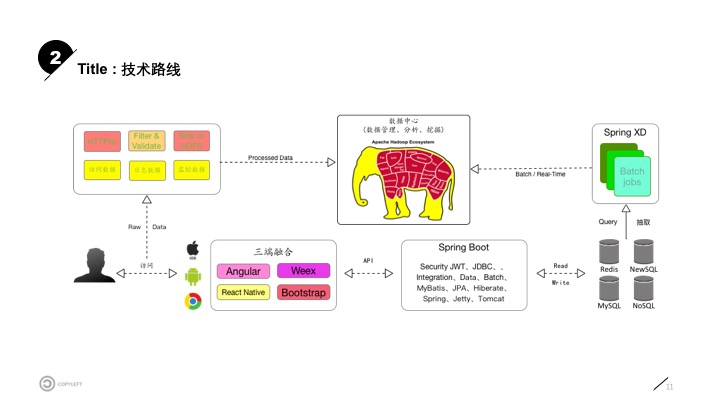 2
Title：技术路线
Filter &
Validate
访问数据
日志数据
监控数据
Processed Data
数据中心
(数据管理、分析、挖掘)
Apache Hadoop Ecosystem
Batch / Real-Time
Spring XD
Batch
jobs
Raw
Data
访问
三端融合
Angular
Weex
React Native
Bootstrap
API
Spring Boot
Security JWT、JDBC、、
Integration、Data、Batch、
MyBatis、JPA、Hiberate、
Spring、Jetty、Tomcat
Read
Write
Query
抽取
Redis
NewSQL
MySQL
NoSQL
COPYLEFT
11